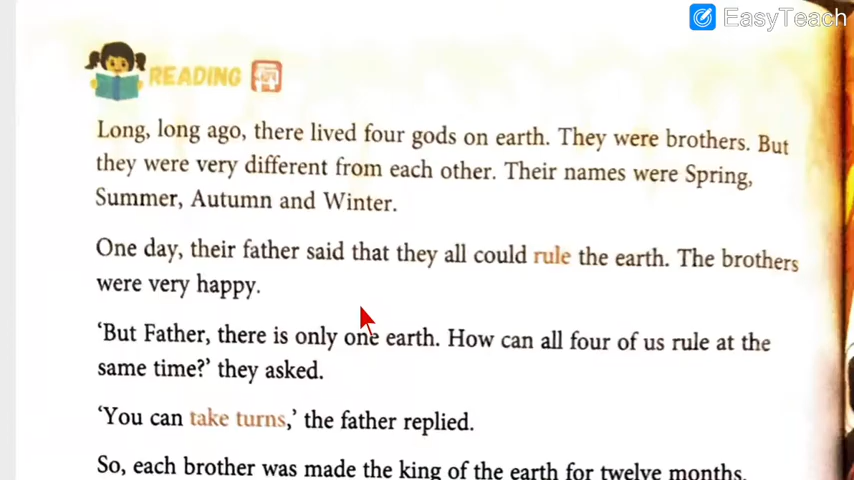 EasyTeach
READING
Long, long ago, there lived four gods on earth. They were brothers. But
they were very different from each other. Their names were Spring,
Summer, Autumn and Winter.
One day, their father said that they all could rule the earth. The brothers
were very happy.
‘But Father, there is only one earth. How can all four of us rule at the
same time?’ they asked.
‘You can take turns,’ the father replied.
So, each brother was made the king of the earth for twelve months.